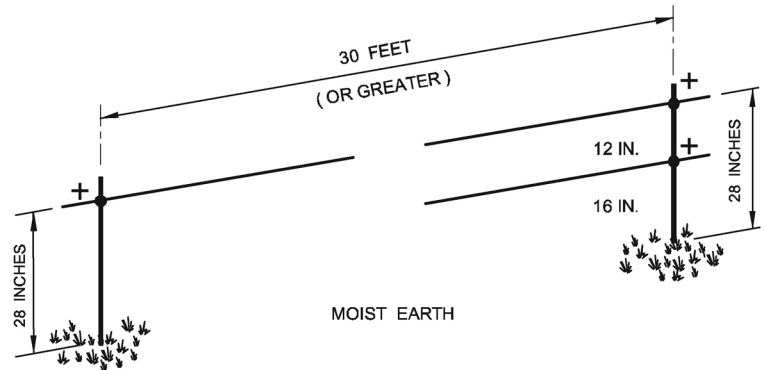 30 FEET
( OR GREATER )
+
+
12 IN.
+
28 INCHES
16 IN.
28 INCHES
MOIST EARTH